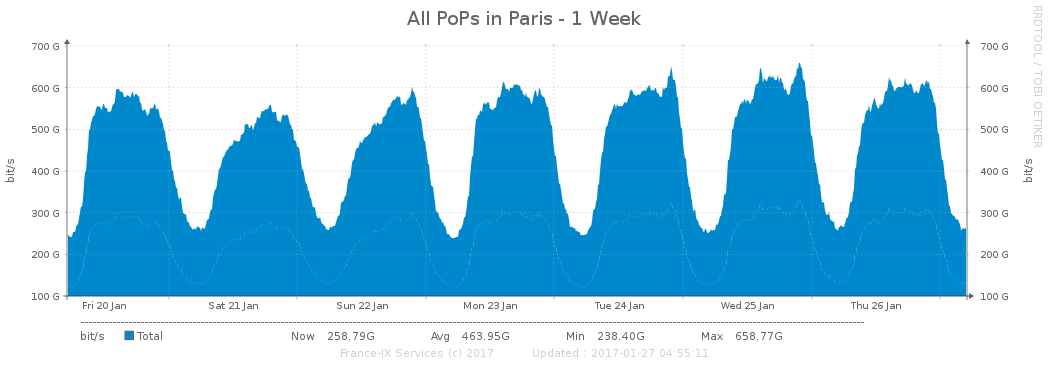 All PoPs in Paris - 1 Week
RRDTOOL / TOBI OETIKER
700 G 700 G
600 G 600 G
500 G 500 G
400 G 400 G
300 G 300 G
200 G 200 G
100 G 100 G
bit/s bit/s
Fri 20 Jan Sat 21 Jan Sun 22 Jan Mon 23 Jan Tue 24 Jan Wed 25 Jan Thu 26 Jan
bit/s Total Now 258.79G Avg 463.95G Min 238.40G Max 658.77G
France-IX Services (c) 2017 Updated : 2017-01-27 04:55:11